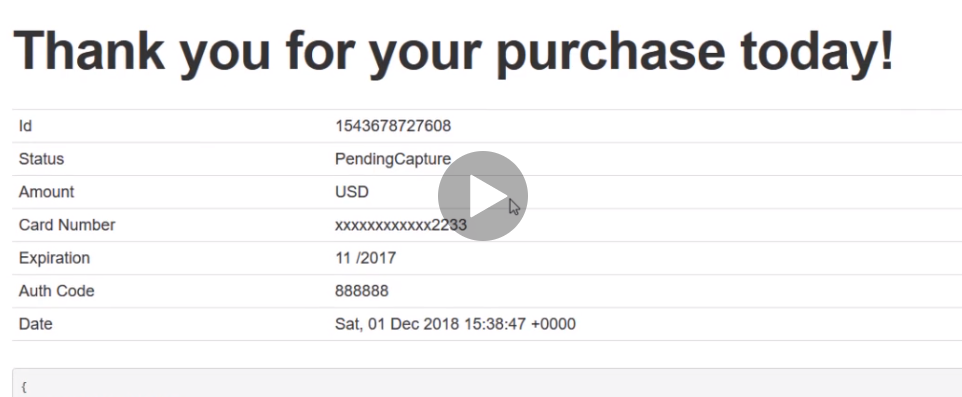 Thank you for your purchase today!
Id 1543678727608
Status PendingCapture
Amount USD
Card Number xxxxxxxxxxxx2233
Expiration 11 /2017
Auth Code 888888
Date Sat, 01 Dec 2018 15:38:47 +0000
{